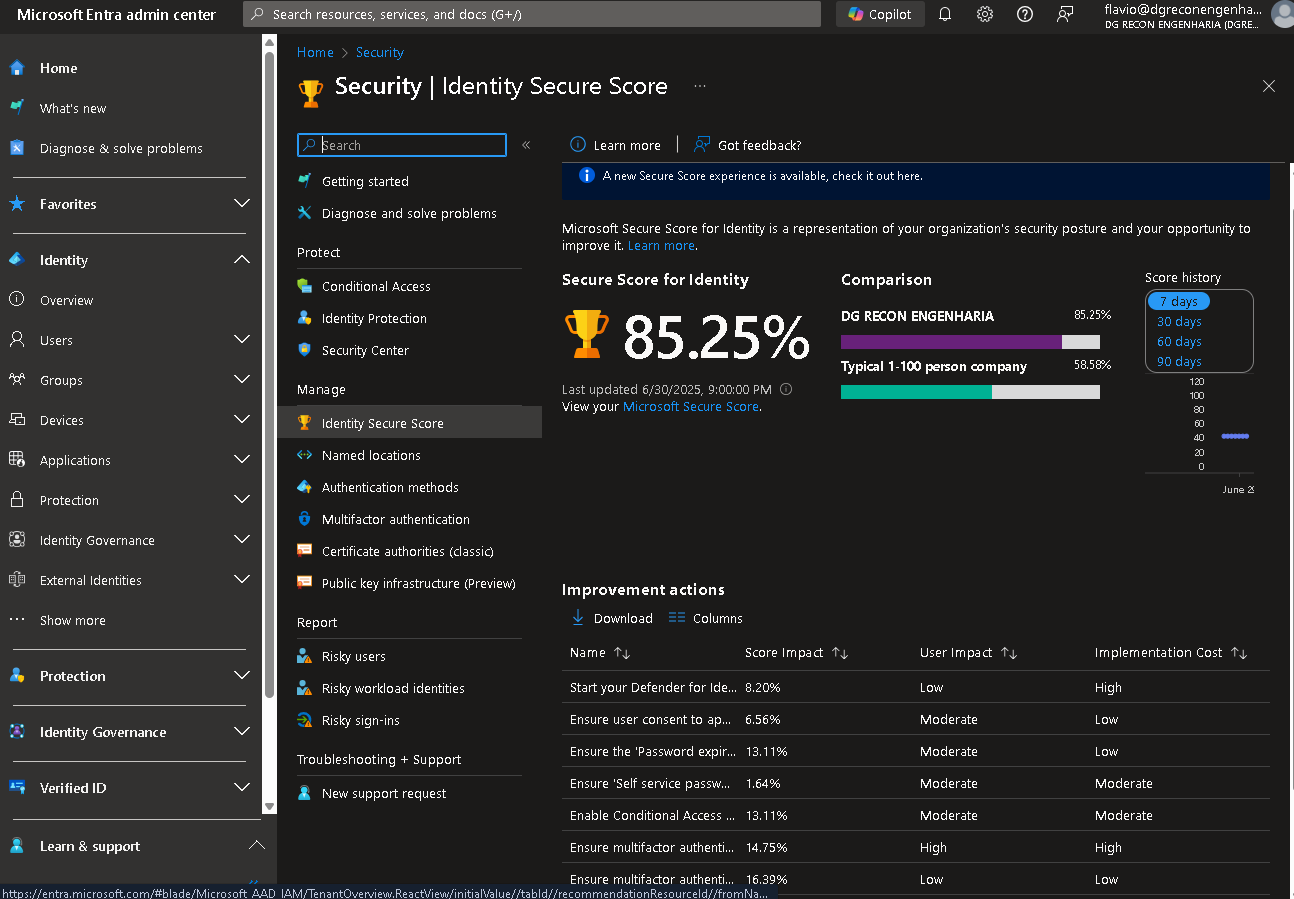 Microsoft Entra admin center
Search resources, services, and docs (G+/)
Copilot
flavio@dgreconengenha...
DG RECON ENGENHARIA (DGRE...
Home
What's new
Diagnose & solve problems
Favorites
Identity
Overview
Users
Groups
Devices
Applications
Protection
Identity Governance
External Identities
Show more
Protection
Identity Governance
Verified ID
Learn & support
Home > Security
Security | Identity Secure Score ...
Search
Getting started
Diagnose and solve problems
Protect
Conditional Access
Identity Protection
Security Center
Manage
Identity Secure Score
Named locations
Authentication methods
Multifactor authentication
Certificate authorities (classic)
Public key infrastructure (Preview)
Report
Risky users
Risky workload identities
Risky sign-ins
Troubleshooting + Support
New support request
Learn more
Got feedback?
A new Secure Score experience is available, check it out here.
Microsoft Secure Score for Identity is a representation of your organization's security posture and your opportunity to
improve it. Learn more.
Secure Score for Identity
85.25%
Last updated 6/30/2025, 9:00:00 PM
View your Microsoft Secure Score.
Comparison
DG RECON ENGENHARIA 85.25%
Typical 1-100 person company 58.58%
Score history
7 days
30 days
60 days
90 days
120
100
80
60
40
20
0
June 29
Improvement actions
Download
Columns
Name Score Impact User Impact Implementation Cost
Start your Defender for Ide... 8.20% Low High
Ensure user consent to ap... 6.56% Moderate Low
Ensure the 'Password expir... 13.11% Moderate Low
Ensure 'Self service passw... 1.64% Moderate Moderate
Enable Conditional Access ... 13.11% Moderate Moderate
Ensure multifactor authenti... 14.75% High High
Ensure multifactor authenti... 16.39% Low Low
https://entra.microsoft.com/#blade/Microsoft_AAD_IAM/TenantOverview.ReactView/initialValue//tabId//recommendationResourceId//fromNa...